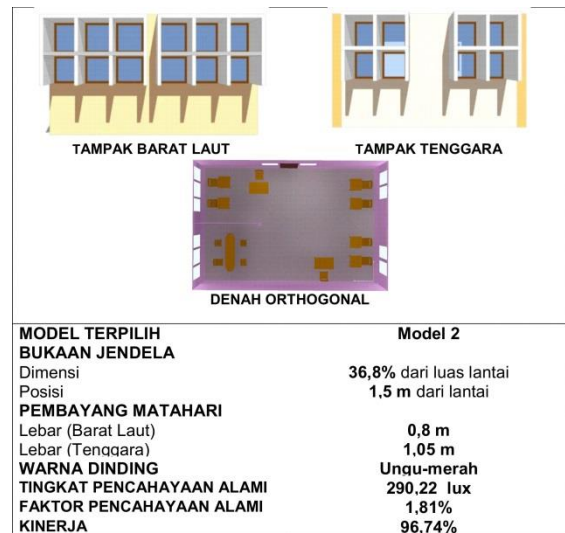 TAMPAK BARAT LAUT TAMPAK TENGGARA
DENAH ORTHOGONAL
MODEL TERPILIH Model 2
BUKAAN JENDELA
Dimensi 36,8% dari luas lantai
Posisi 1,5 m dari lantai
PEMBAYANG MATAHARI
Lebar (Barat Laut) 0,8 m
Lebar (Tenggara) 1,05 m
WARNA DINDING Ungu-merah
TINGKAT PENCAHAYAAN ALAMI 290,22 lux
FAKTOR PENCAHAYAAN ALAMI 1,81%
KINERJA 96,74%